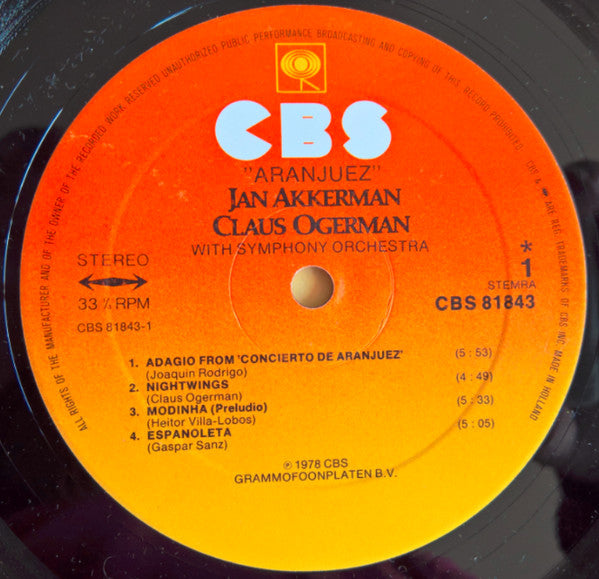 ALL RIGHTS OF THE MANUFACTURER AND OF THE OWNER OF THE RECORDED WORK RESERVED UNAUTHORIZED PUBLIC PERFORMANCE BROADCASTING AND COPYING OF THIS RECORD PROHIBITED CBS & ARE REG. TRADEMARKS OF CBS INC. MADE IN HOLLAND
CBS
"ARANJUEZ"
JAN AKKERMAN
CLAUS OGERMAN
WITH SYMPHONY ORCHESTRA
STEREO
33 ⅓ RPM
CBS 81843-1
*
1
STEMRA
CBS 81843
1. ADAGIO FROM 'CONCIERTO DE ARANJUEZ' (5 : 53)
(Joaquin Rodrigo)
2. NIGHTWINGS (4 : 49)
(Claus Ogerman)
3. MODINHA (Preludio) (5 : 33)
(Heitor Villa-Lobos)
4. ESPANOLETA (5 : 05)
(Gaspar Sanz)
℗ 1978 CBS
GRAMMOFOONPLATEN B.V.